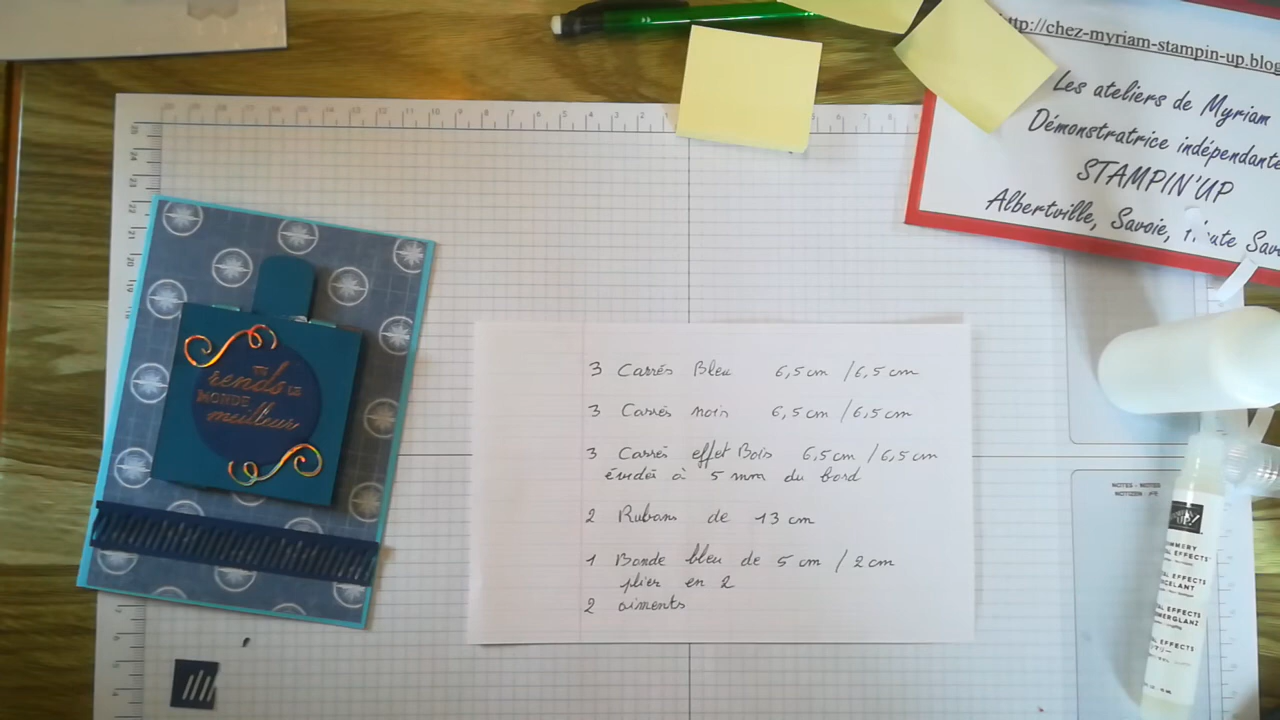 http://chez-myriam-stampin-up.blog
Les ateliers de Myriam
Démonstratrice indépendante
STAMPIN'UP
Albertville, Savoie,
rends LE
MONDE
meilleur
3 Carrés Bleu 6,5 cm / 6,5 cm
3 Carrés noir 6,5 cm / 6,5 cm
3 Carrés effet Bois 6,5 cm / 6,5 cm
évidé à 5 mm du bord
2 Rubans de 13 cm
1 Bande bleu de 5 cm / 2 cm
plier en 2
2 aiments